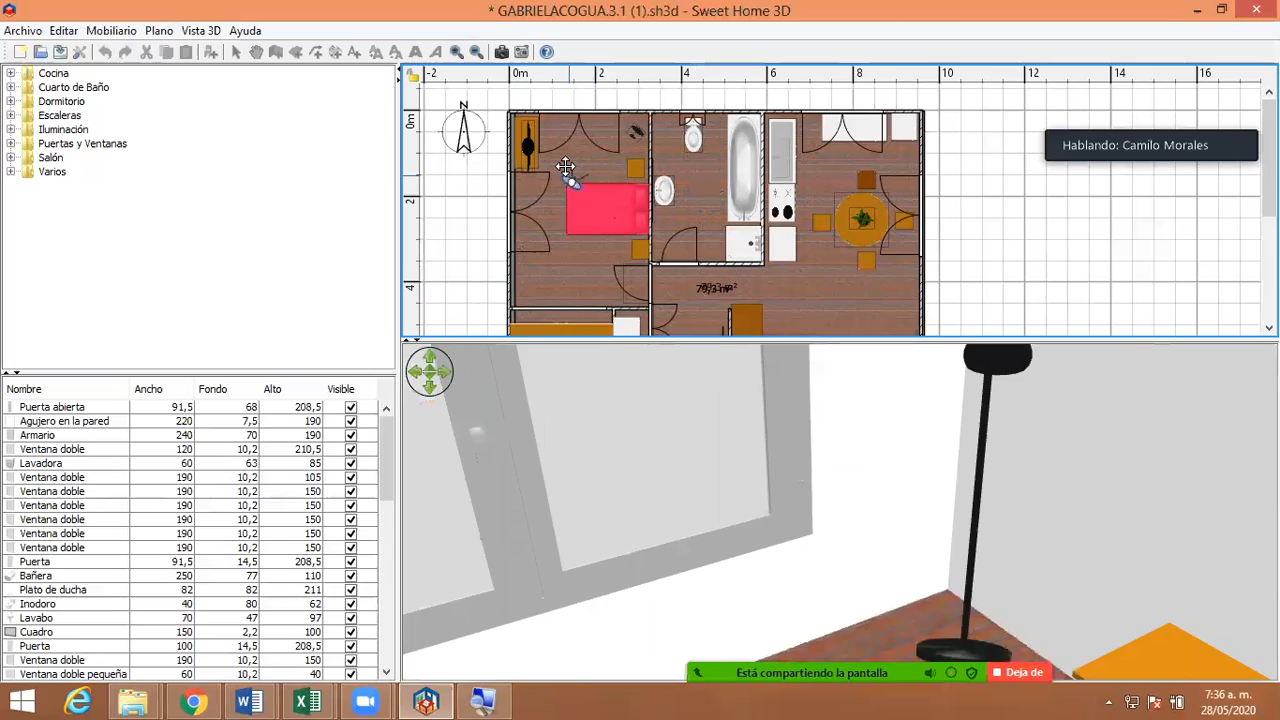 * GABRIELACOGUA.3.1 (1).sh3d - Sweet Home 3D
Archivo Editar Mobiliario Plano Vista 3D Ayuda
Cocina
Cuarto de Baño
Dormitorio
Escaleras
Iluminación
Puertas y Ventanas
Salón
Varios
-2 0m 2 4 6 8 10 12 14 16
N
0m
2
4
Hablando: Camilo Morales
Nombre Ancho Fondo Alto Visible
Puerta abierta 91,5 68 208,5
Agujero en la pared 220 7,5 190
Armario 240 70 190
Ventana doble 120 10,2 210,5
Lavadora 60 63 85
Ventana doble 190 10,2 105
Ventana doble 190 10,2 150
Ventana doble 190 10,2 150
Ventana doble 190 10,2 150
Ventana doble 190 10,2 150
Ventana doble 190 10,2 150
Puerta 91,5 14,5 208,5
Bañera 250 77 110
Plato de ducha 82 82 211
Inodoro 40 80 62
Lavabo 70 47 97
Cuadro 150 2,2 100
Puerta 100 14,5 208,5
Ventana doble 190 10,2 150
Ventana doble pequeña 60 10,2 40
Está compartiendo la pantalla
Deja de
7:36 a. m.
28/05/2020